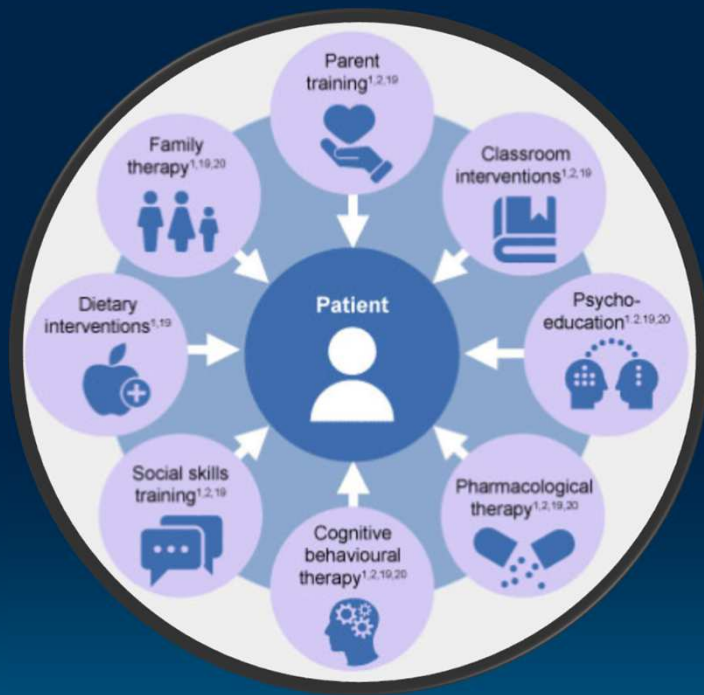 Parent
training1,2,19
Classroom
interventions1,2,19
Psycho-
education1,2,19,20
Pharmacological
therapy1,2,19,20
Cognitive
behavioural
therapy1,2,19,20
Social skills
training1,2,19
Dietary
interventions1,19
Family
therapy1,19,20
Patient